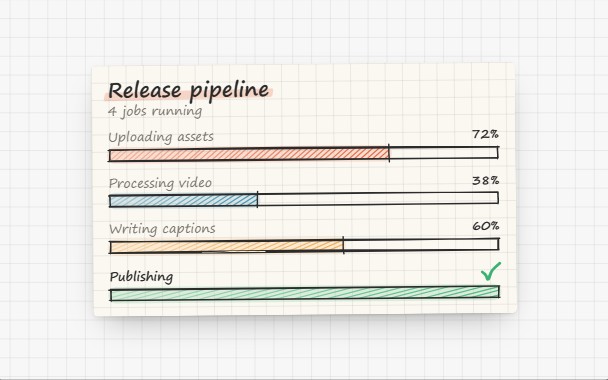 Release pipeline
4 jobs running
Uploading assets 72%
Processing video 38%
Writing captions 60%
Publishing